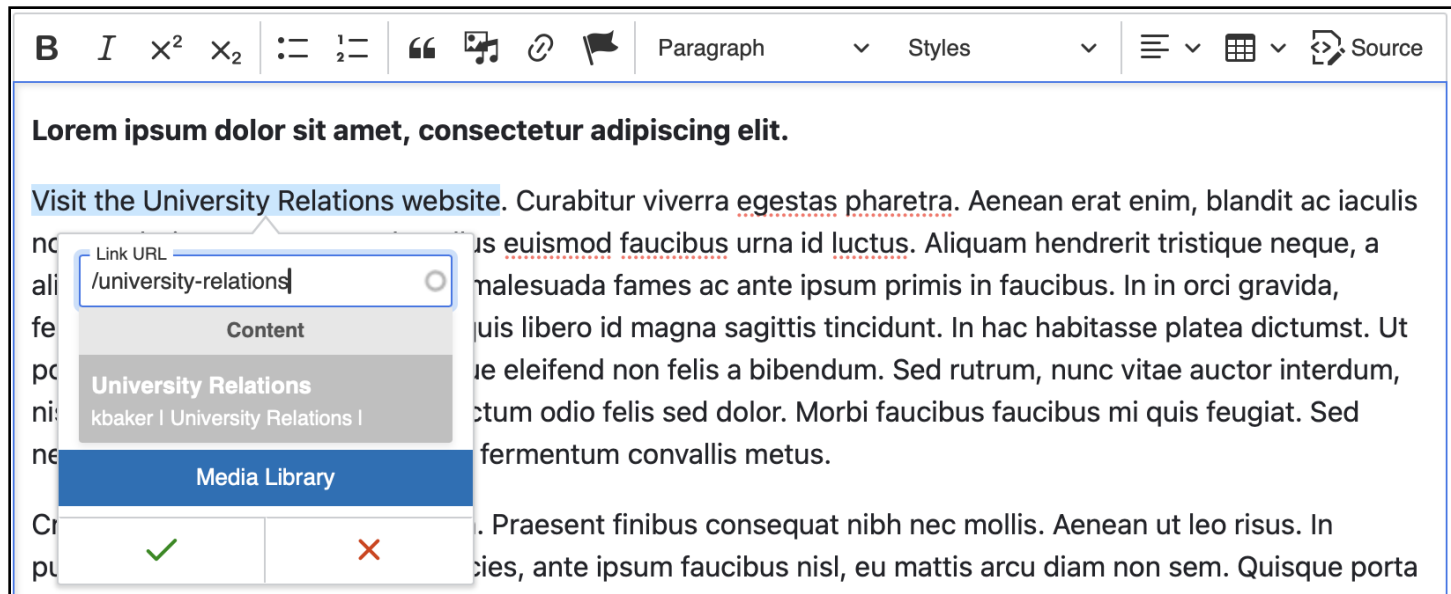 B I X² X₂ Paragraph Styles Source
Lorem ipsum dolor sit amet, consectetur adipiscing elit.
Visit the University Relations website. Curabitur viverra egestas pharetra. Aenean erat enim, blandit ac iaculis
euismod faucibus urna id luctus. Aliquam hendrerit tristique neque, a
malesuada fames ac ante ipsum primis in faucibus. In in orci gravida,
libero id magna sagittis tincidunt. In hac habitasse platea dictumst. Ut
eleifend non felis a bibendum. Sed rutrum, nunc vitae auctor interdum,
odio felis sed dolor. Morbi faucibus faucibus mi quis feugiat. Sed
fermentum convallis metus.
Praesent finibus consequat nibh nec mollis. Aenean ut leo risus. In
ante ipsum faucibus nisl, eu mattis arcu diam non sem. Quisque porta
Link URL
/university-relations
Content
University Relations
kbaker | University Relations |
Media Library